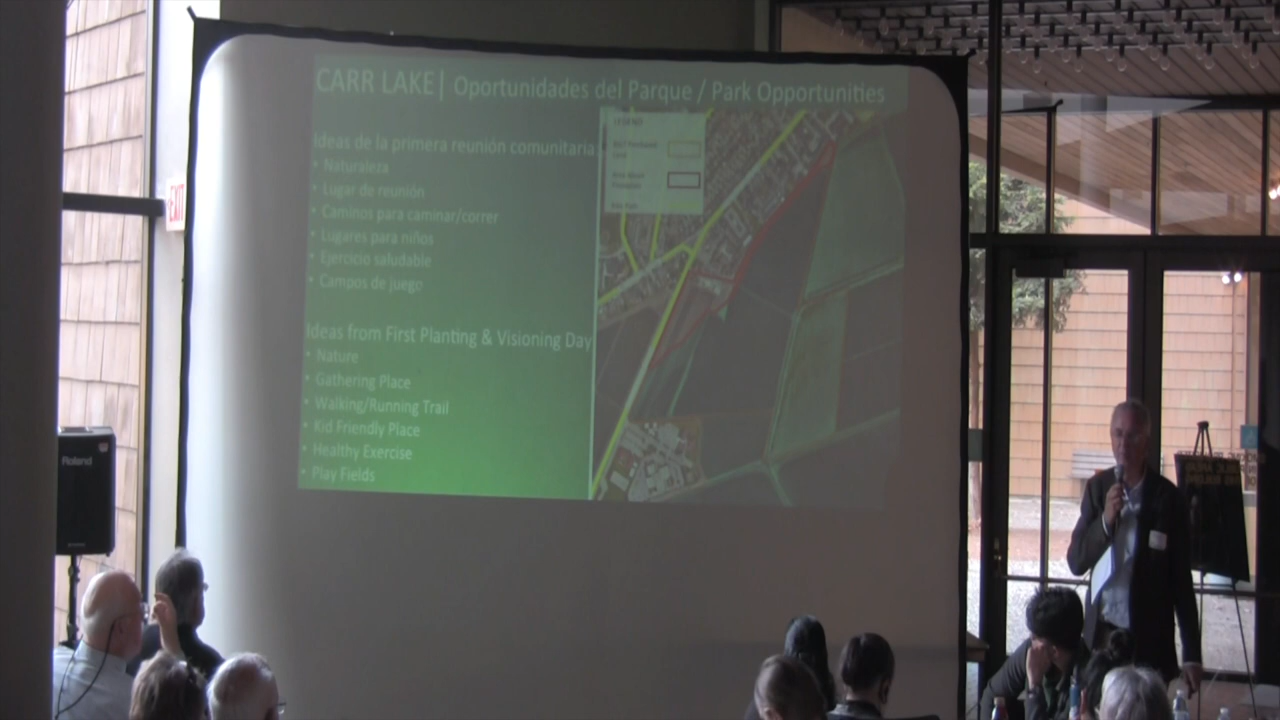 CARR LAKE| Oportunidades del Parque / Park Opportunities
Ideas de la primera reunión comunitaria
• Naturaleza
• Lugar de reunión
• Caminos para caminar/correr
• Lugares para niños
• Ejercicio saludable
• Campos de juego
Ideas from First Planting & Visioning Day
• Nature
• Gathering Place
• Walking/Running Trail
• Kid Friendly Place
• Healthy Exercise
• Play Fields
EXIT
Roland